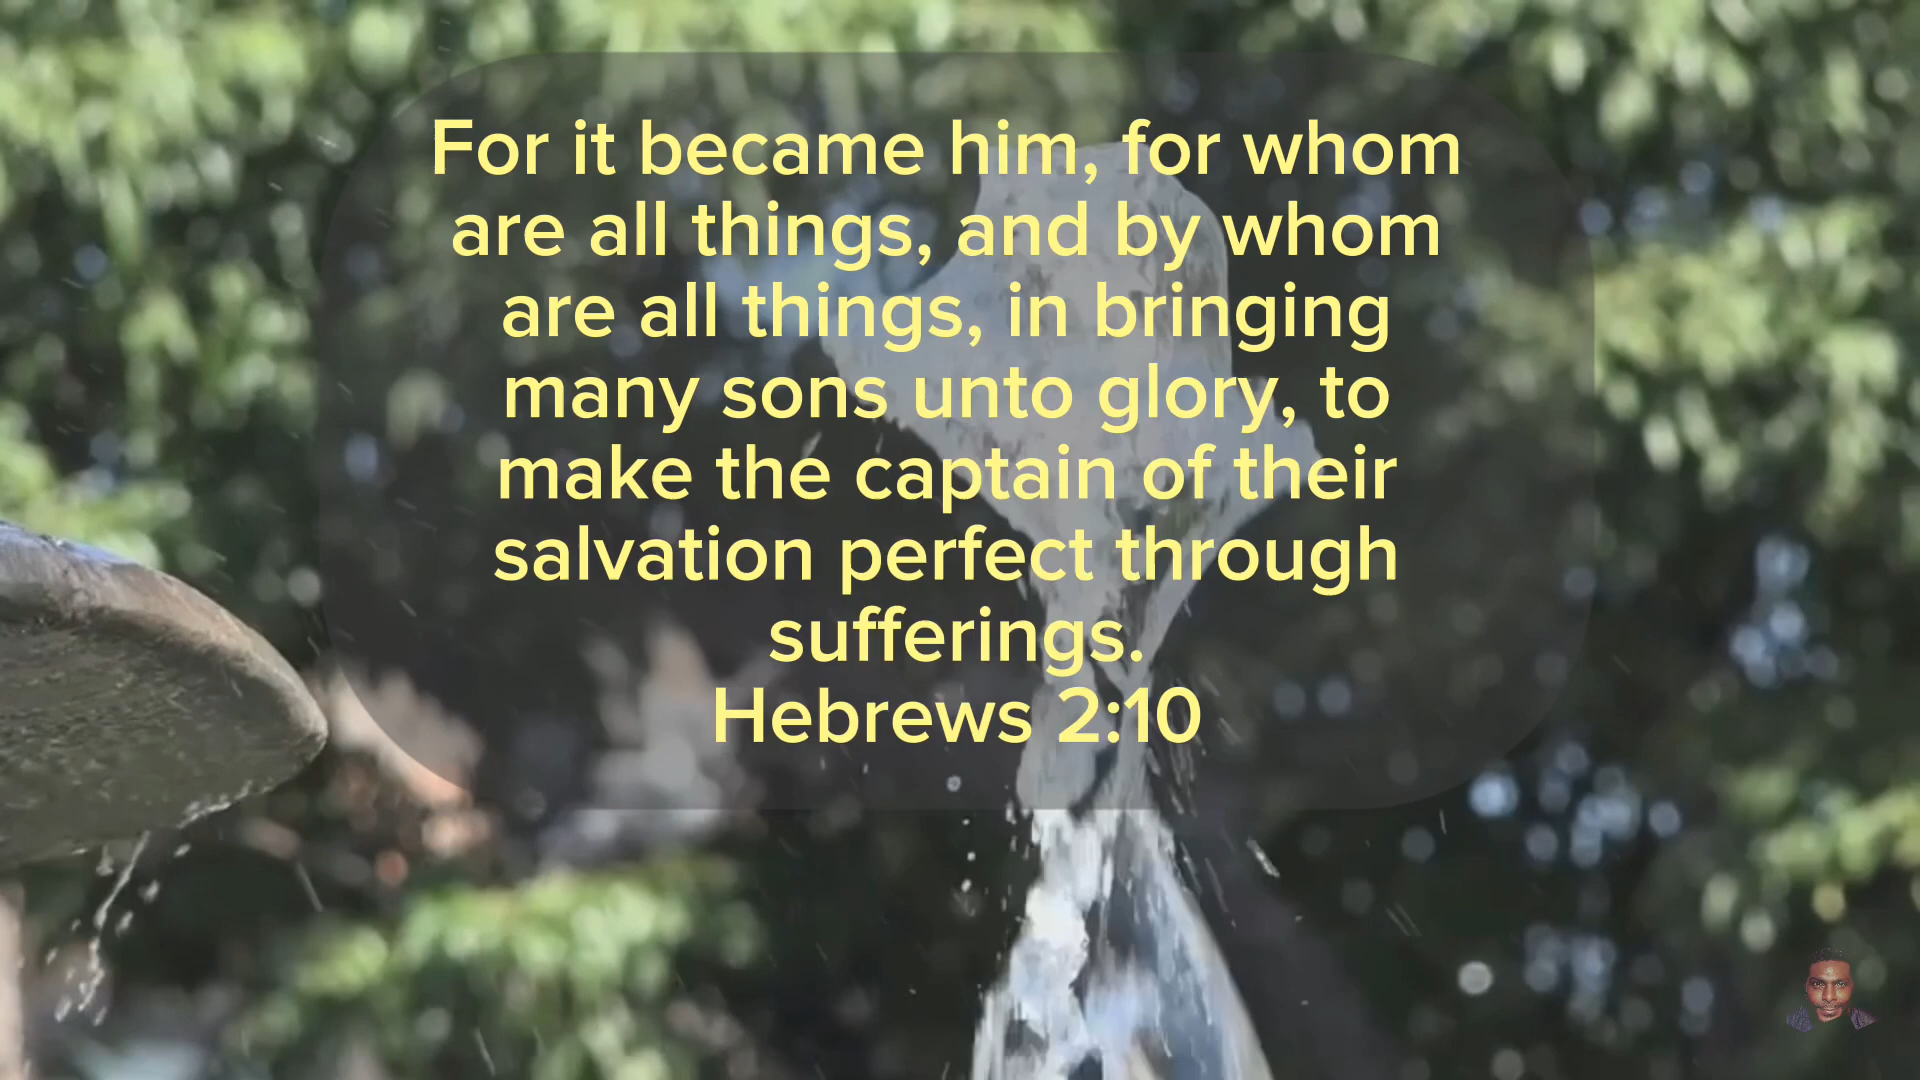 For it became him, for whom
are all things, and by whom
are all things, in bringing
many sons unto glory, to
make the captain of their
salvation perfect through
sufferings.
Hebrews 2:10